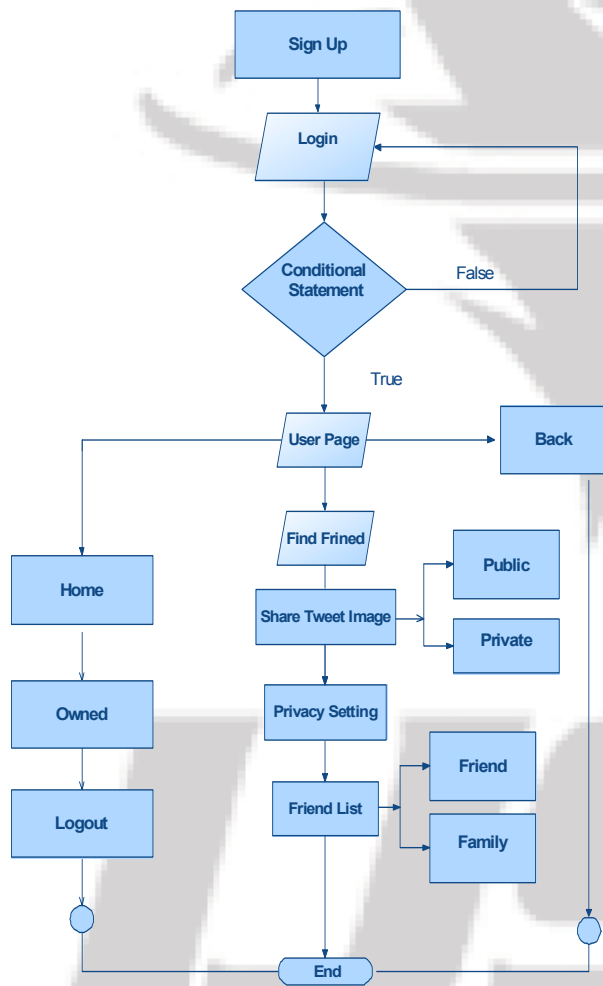 Sign Up
Login
Conditional
Statement
False
True
User Page
Back
Find Frined
Home
Public
Share Tweet Image
Private
Owned
Privacy Setting
Friend
Logout
Friend List
Family
End